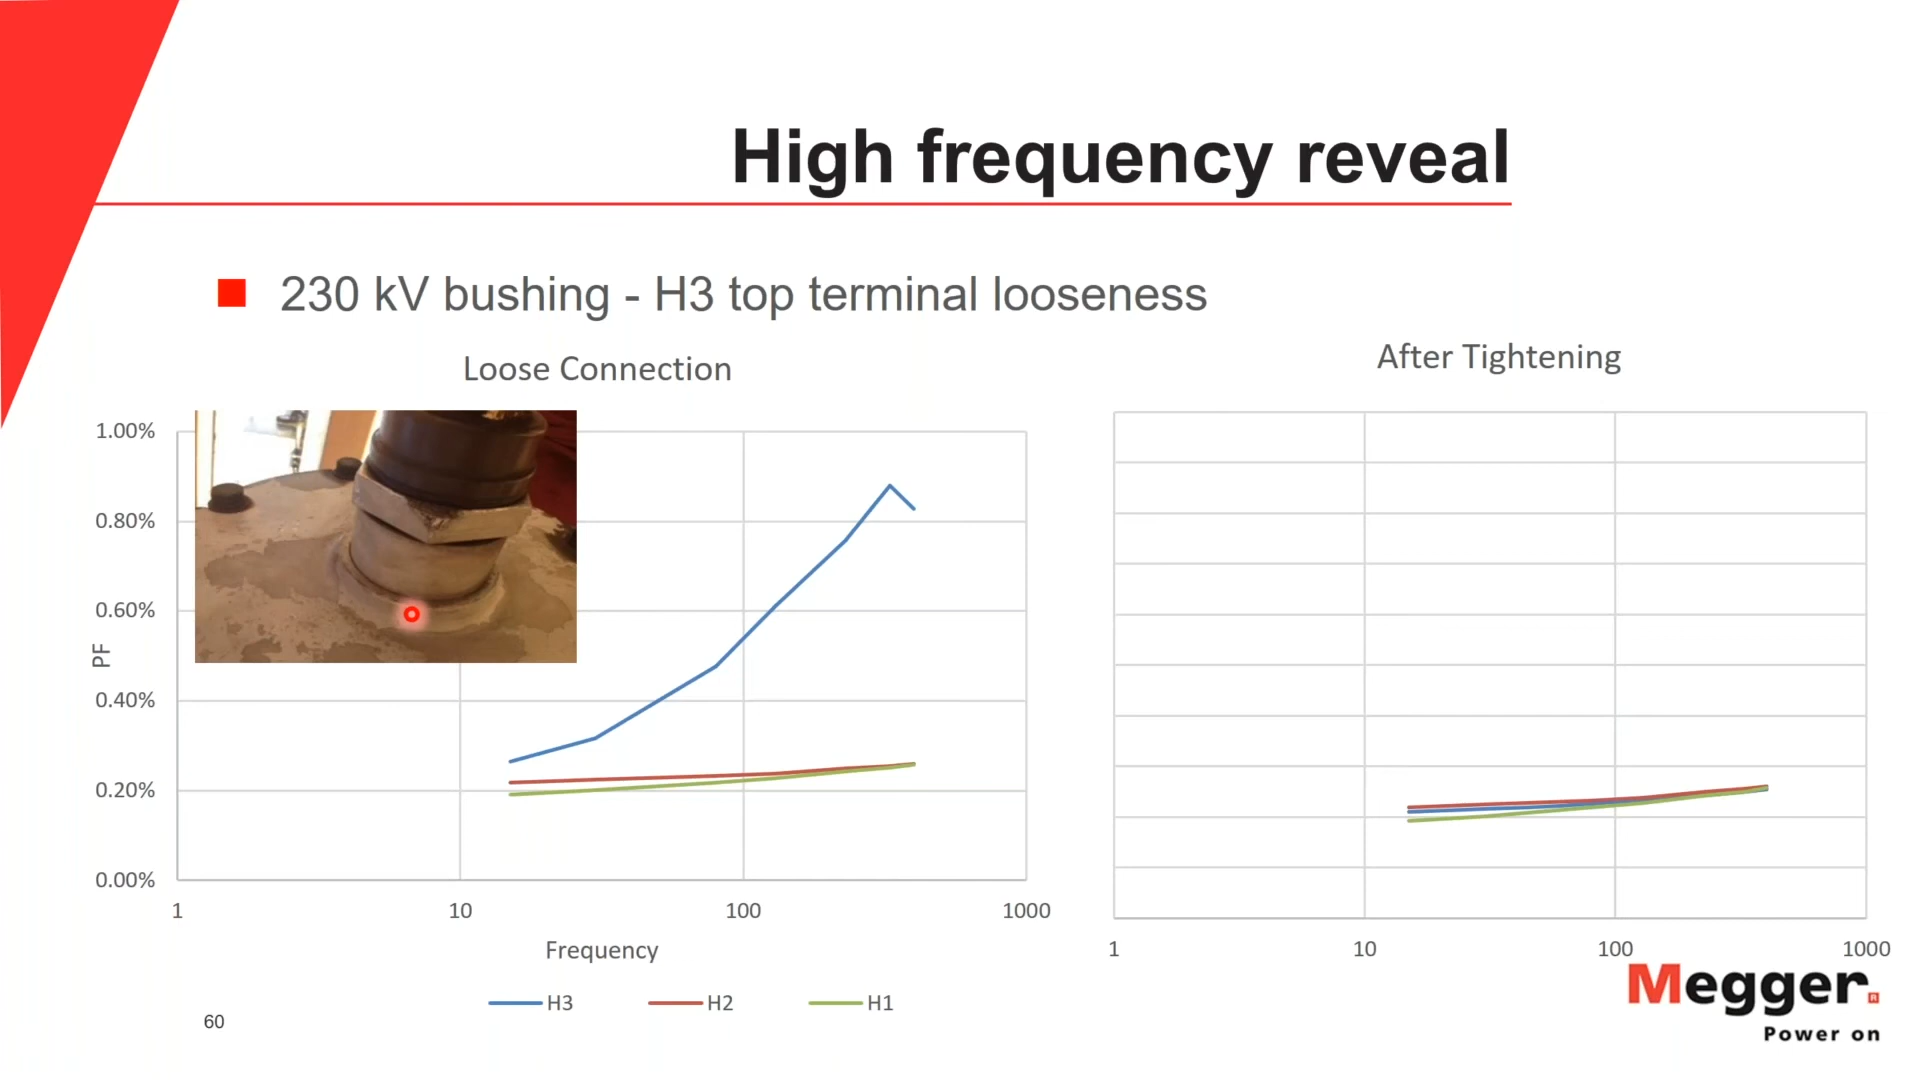 High frequency reveal
230 kV bushing - H3 top terminal looseness
Loose Connection
After Tightening
1.00%
0.80%
0.60%
0.40%
0.20%
0.00%
PF
1 10 100 1000
Frequency
H3 H2 H1
1 10 100 1000
60
Megger®
Power on